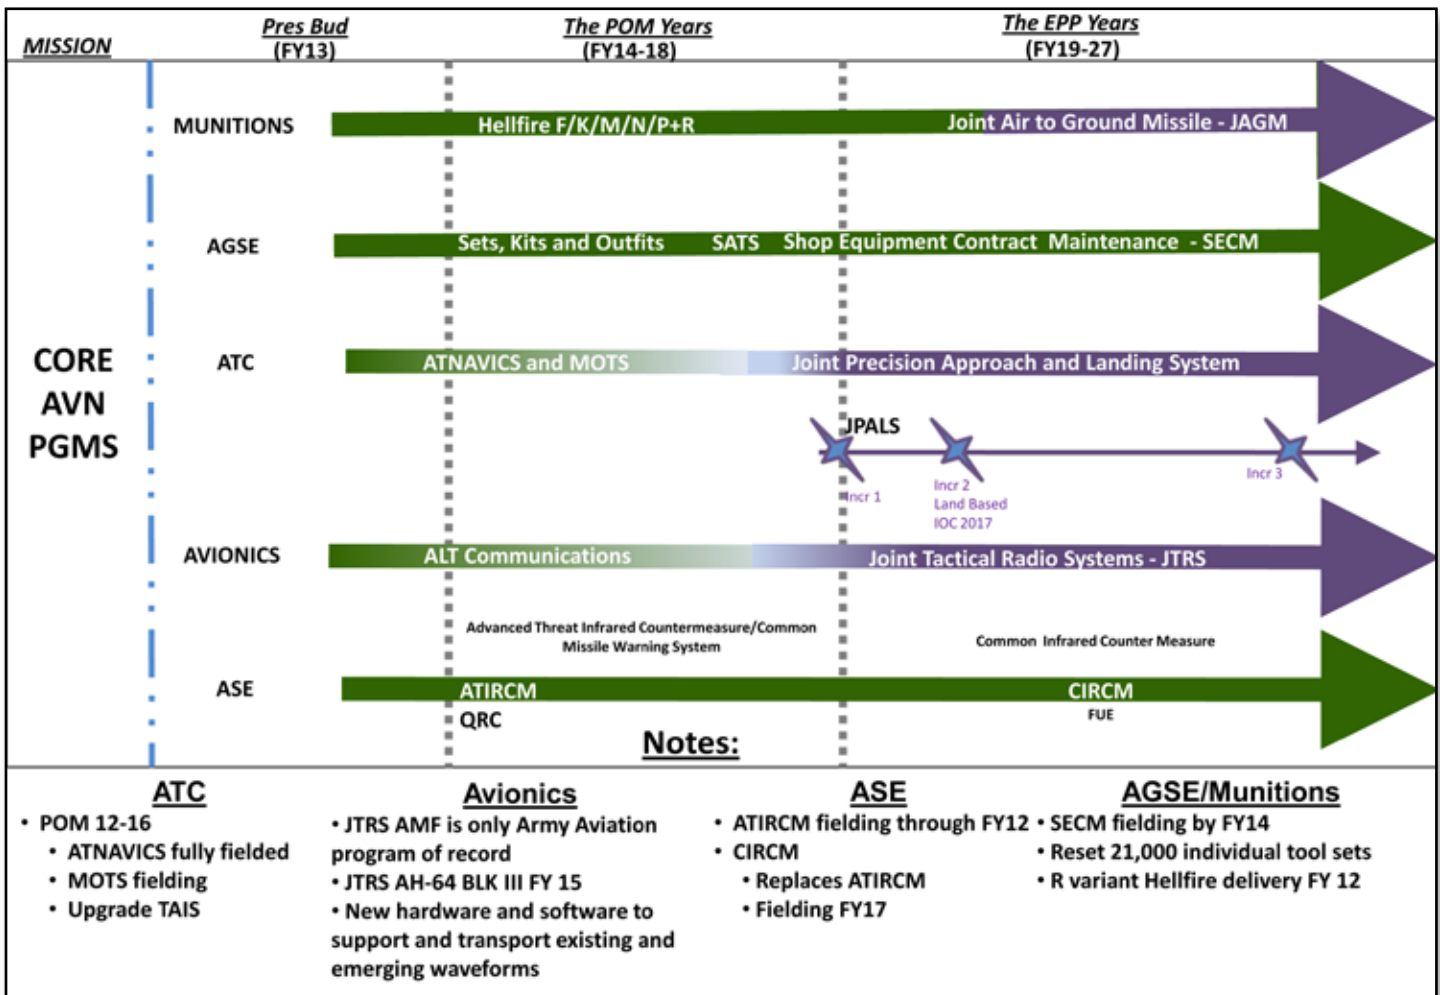 MISSION
Pres Bud
(FY13)
The POM Years
(FY14-18)
The EPP Years
(FY19-27)
MUNITIONS
Hellfire F/K/M/N/P+R
Joint Air to Ground Missile - JAGM
AGSE
Sets, Kits and Outfits
SATS
Shop Equipment Contract Maintenance - SECM
CORE
AVN
PGMS
ATC
ATNAVICS and MOTS
Joint Precision Approach and Landing System
JPALS
Incr 1
Incr 2
Land Based
IOC 2017
Incr 3
AVIONICS
ALT Communications
Joint Tactical Radio Systems - JTRS
Advanced Threat Infrared Countermeasure/Common
Missile Warning System
Common Infrared Counter Measure
ASE
ATIRCM
CIRCM
QRC
FUE
Notes:
ATC
• POM 12-16
• ATNAVICS fully fielded
• MOTS fielding
• Upgrade TAIS
Avionics
• JTRS AMF is only Army Aviation
program of record
• JTRS AH-64 BLK III FY 15
• New hardware and software to
support and transport existing and
emerging waveforms
ASE
• ATIRCM fielding through FY12
• CIRCM
• Replaces ATIRCM
• Fielding FY17
AGSE/Munitions
• SECM fielding by FY14
• Reset 21,000 individual tool sets
• R variant Hellfire delivery FY 12